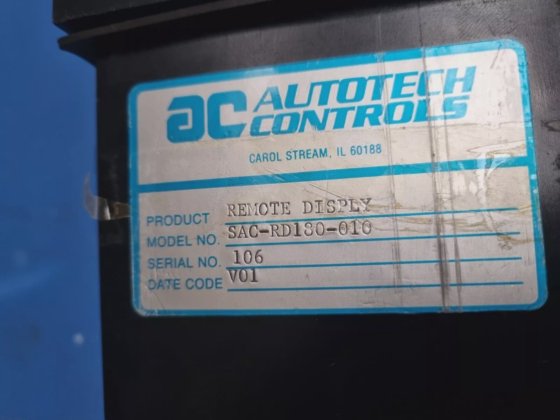 ac AUTOTECH
CONTROLS
CAROL STREAM, IL 60188
PRODUCT REMOTE DISPLY
MODEL NO. SAC-RD180-010
SERIAL NO. 106
DATE CODE V01